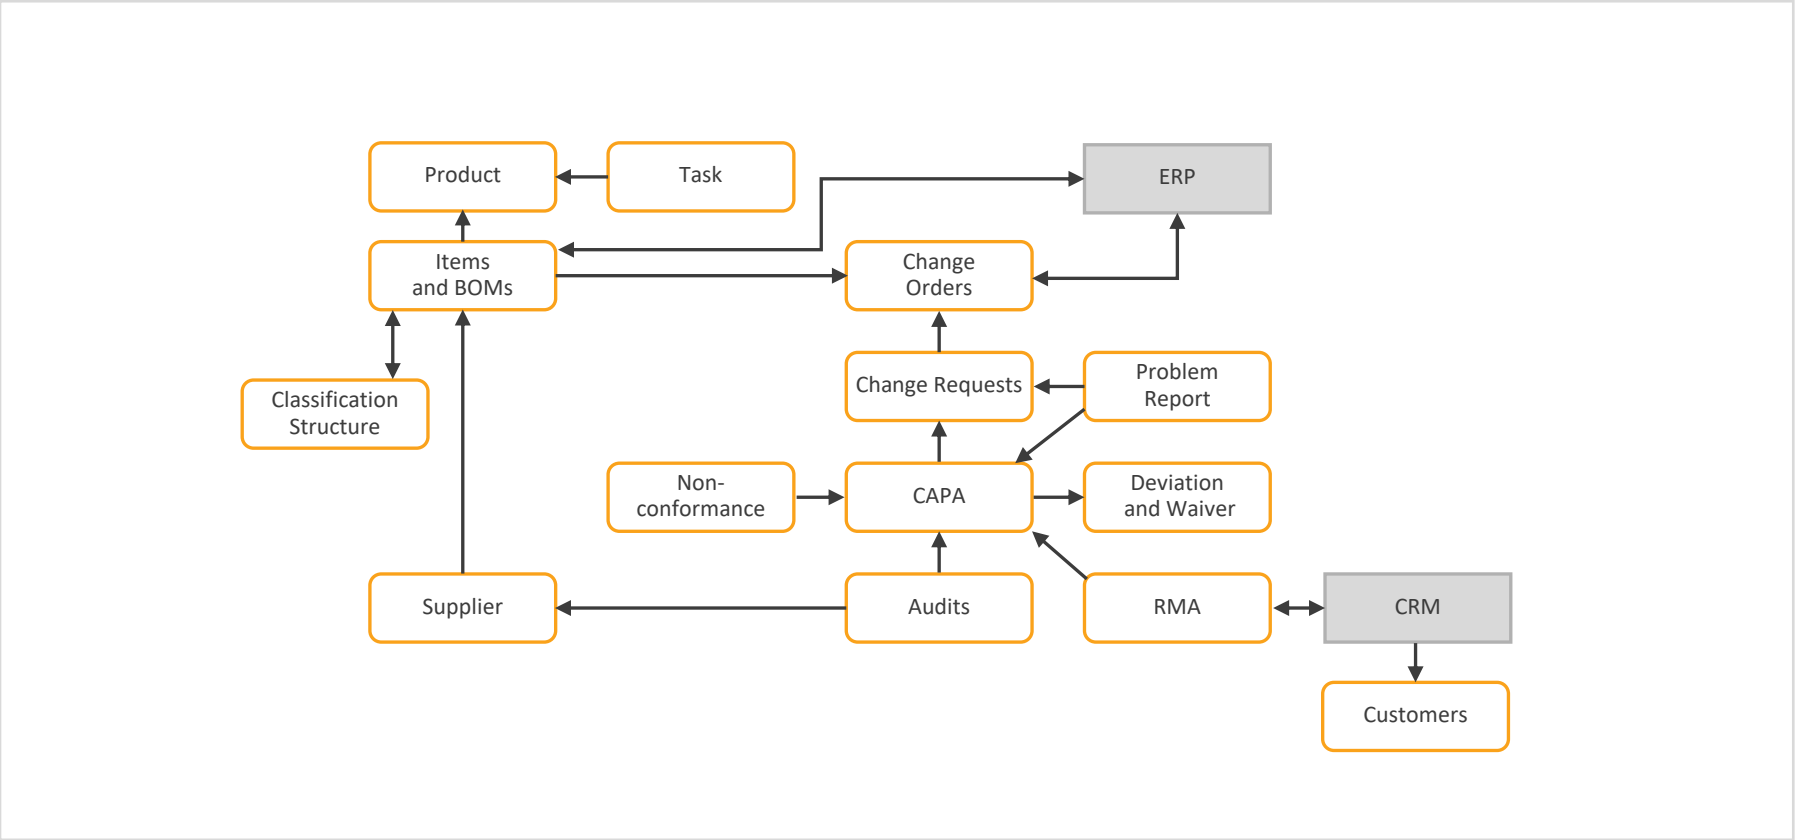 Product
Task
ERP
Items
and BOMs
Change
Orders
Classification
Structure
Change Requests
Problem
Report
Non-
conformance
CAPA
Deviation
and Waiver
Supplier
Audits
RMA
CRM
Customers